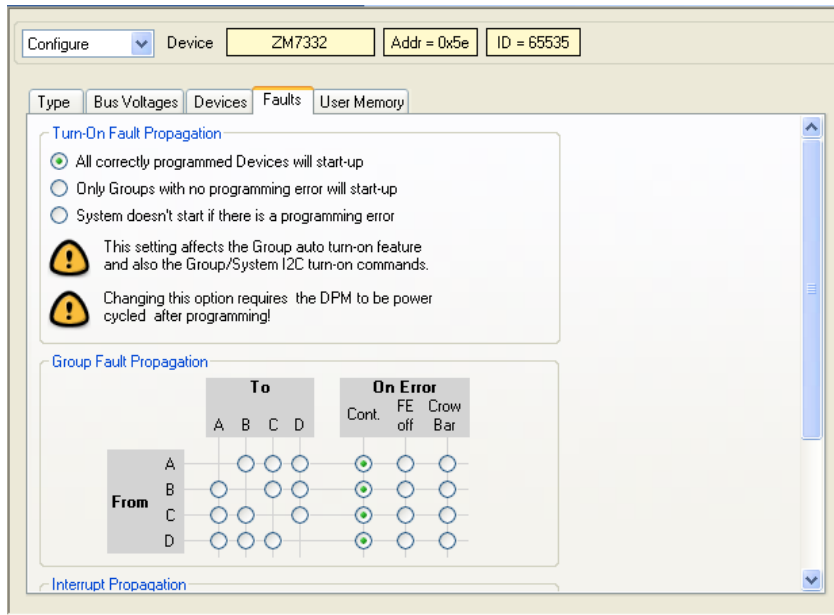 Configure Device ZM7332 Addr = 0x5e ID = 65535
Type Bus Voltages Devices Faults User Memory
Turn-On Fault Propagation
All correctly programmed Devices will start-up
Only Groups with no programming error will start-up
System doesn't start if there is a programming error
This setting affects the Group auto turn-on feature
and also the Group/System I2C turn-on commands.
Changing this option requires the DPM to be power
cycled after programming!
Group Fault Propagation
To On Error
A B C D Cont. FE off Crow Bar
From
A
B
C
D
Interrupt Propagation